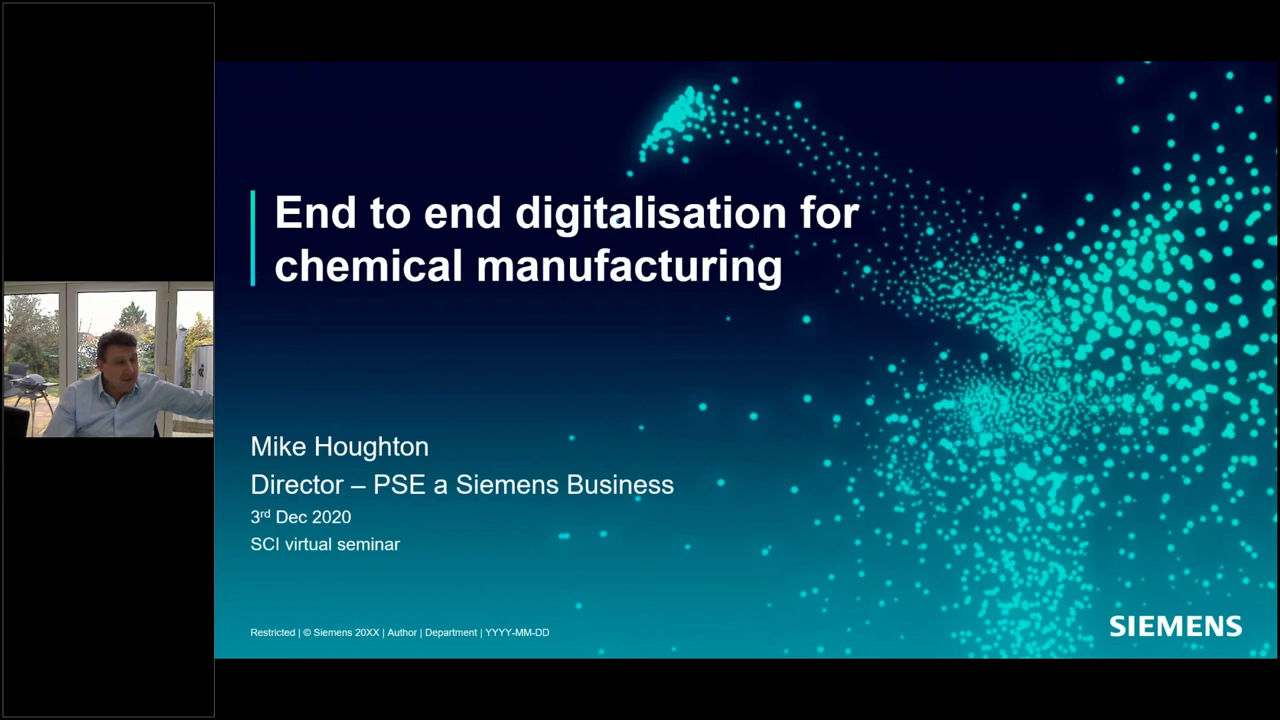 End to end digitalisation for
chemical manufacturing
Mike Houghton
Director – PSE a Siemens Business
3rd Dec 2020
SCI virtual seminar
Restricted | © Siemens 20XX | Author | Department | YYYY-MM-DD
SIEMENS